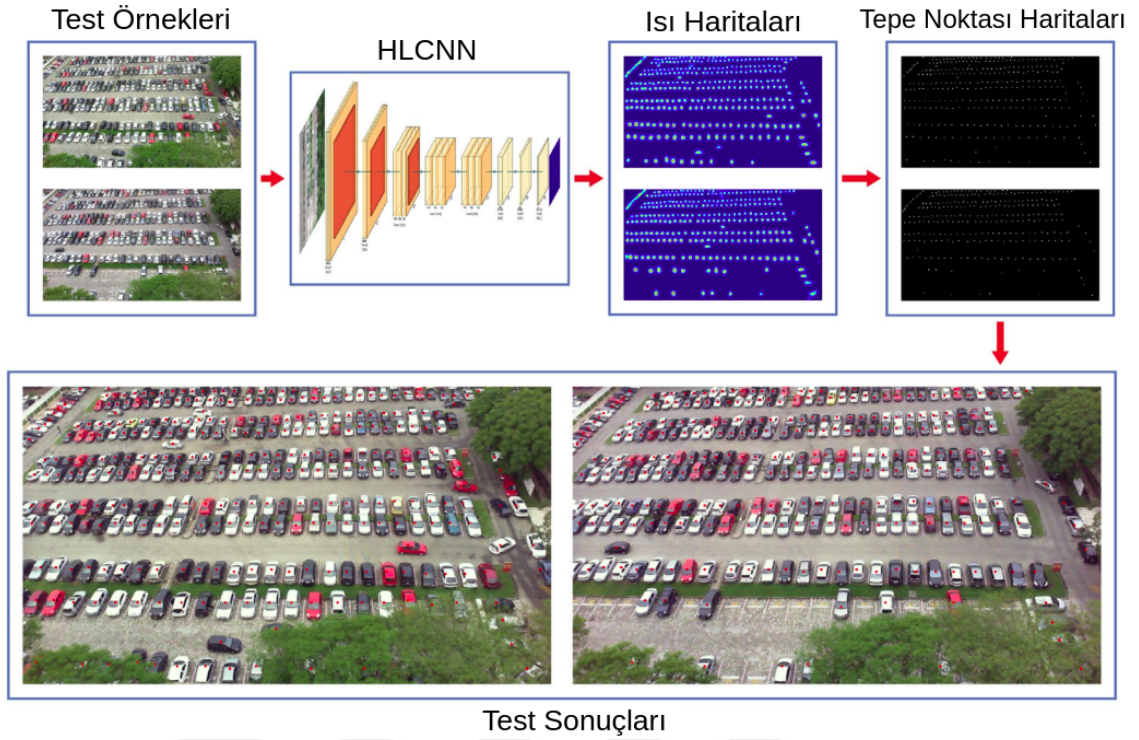 Test Örnekleri
HLCNN
Isı Haritaları
Tepe Noktası Haritaları
Test Sonuçları